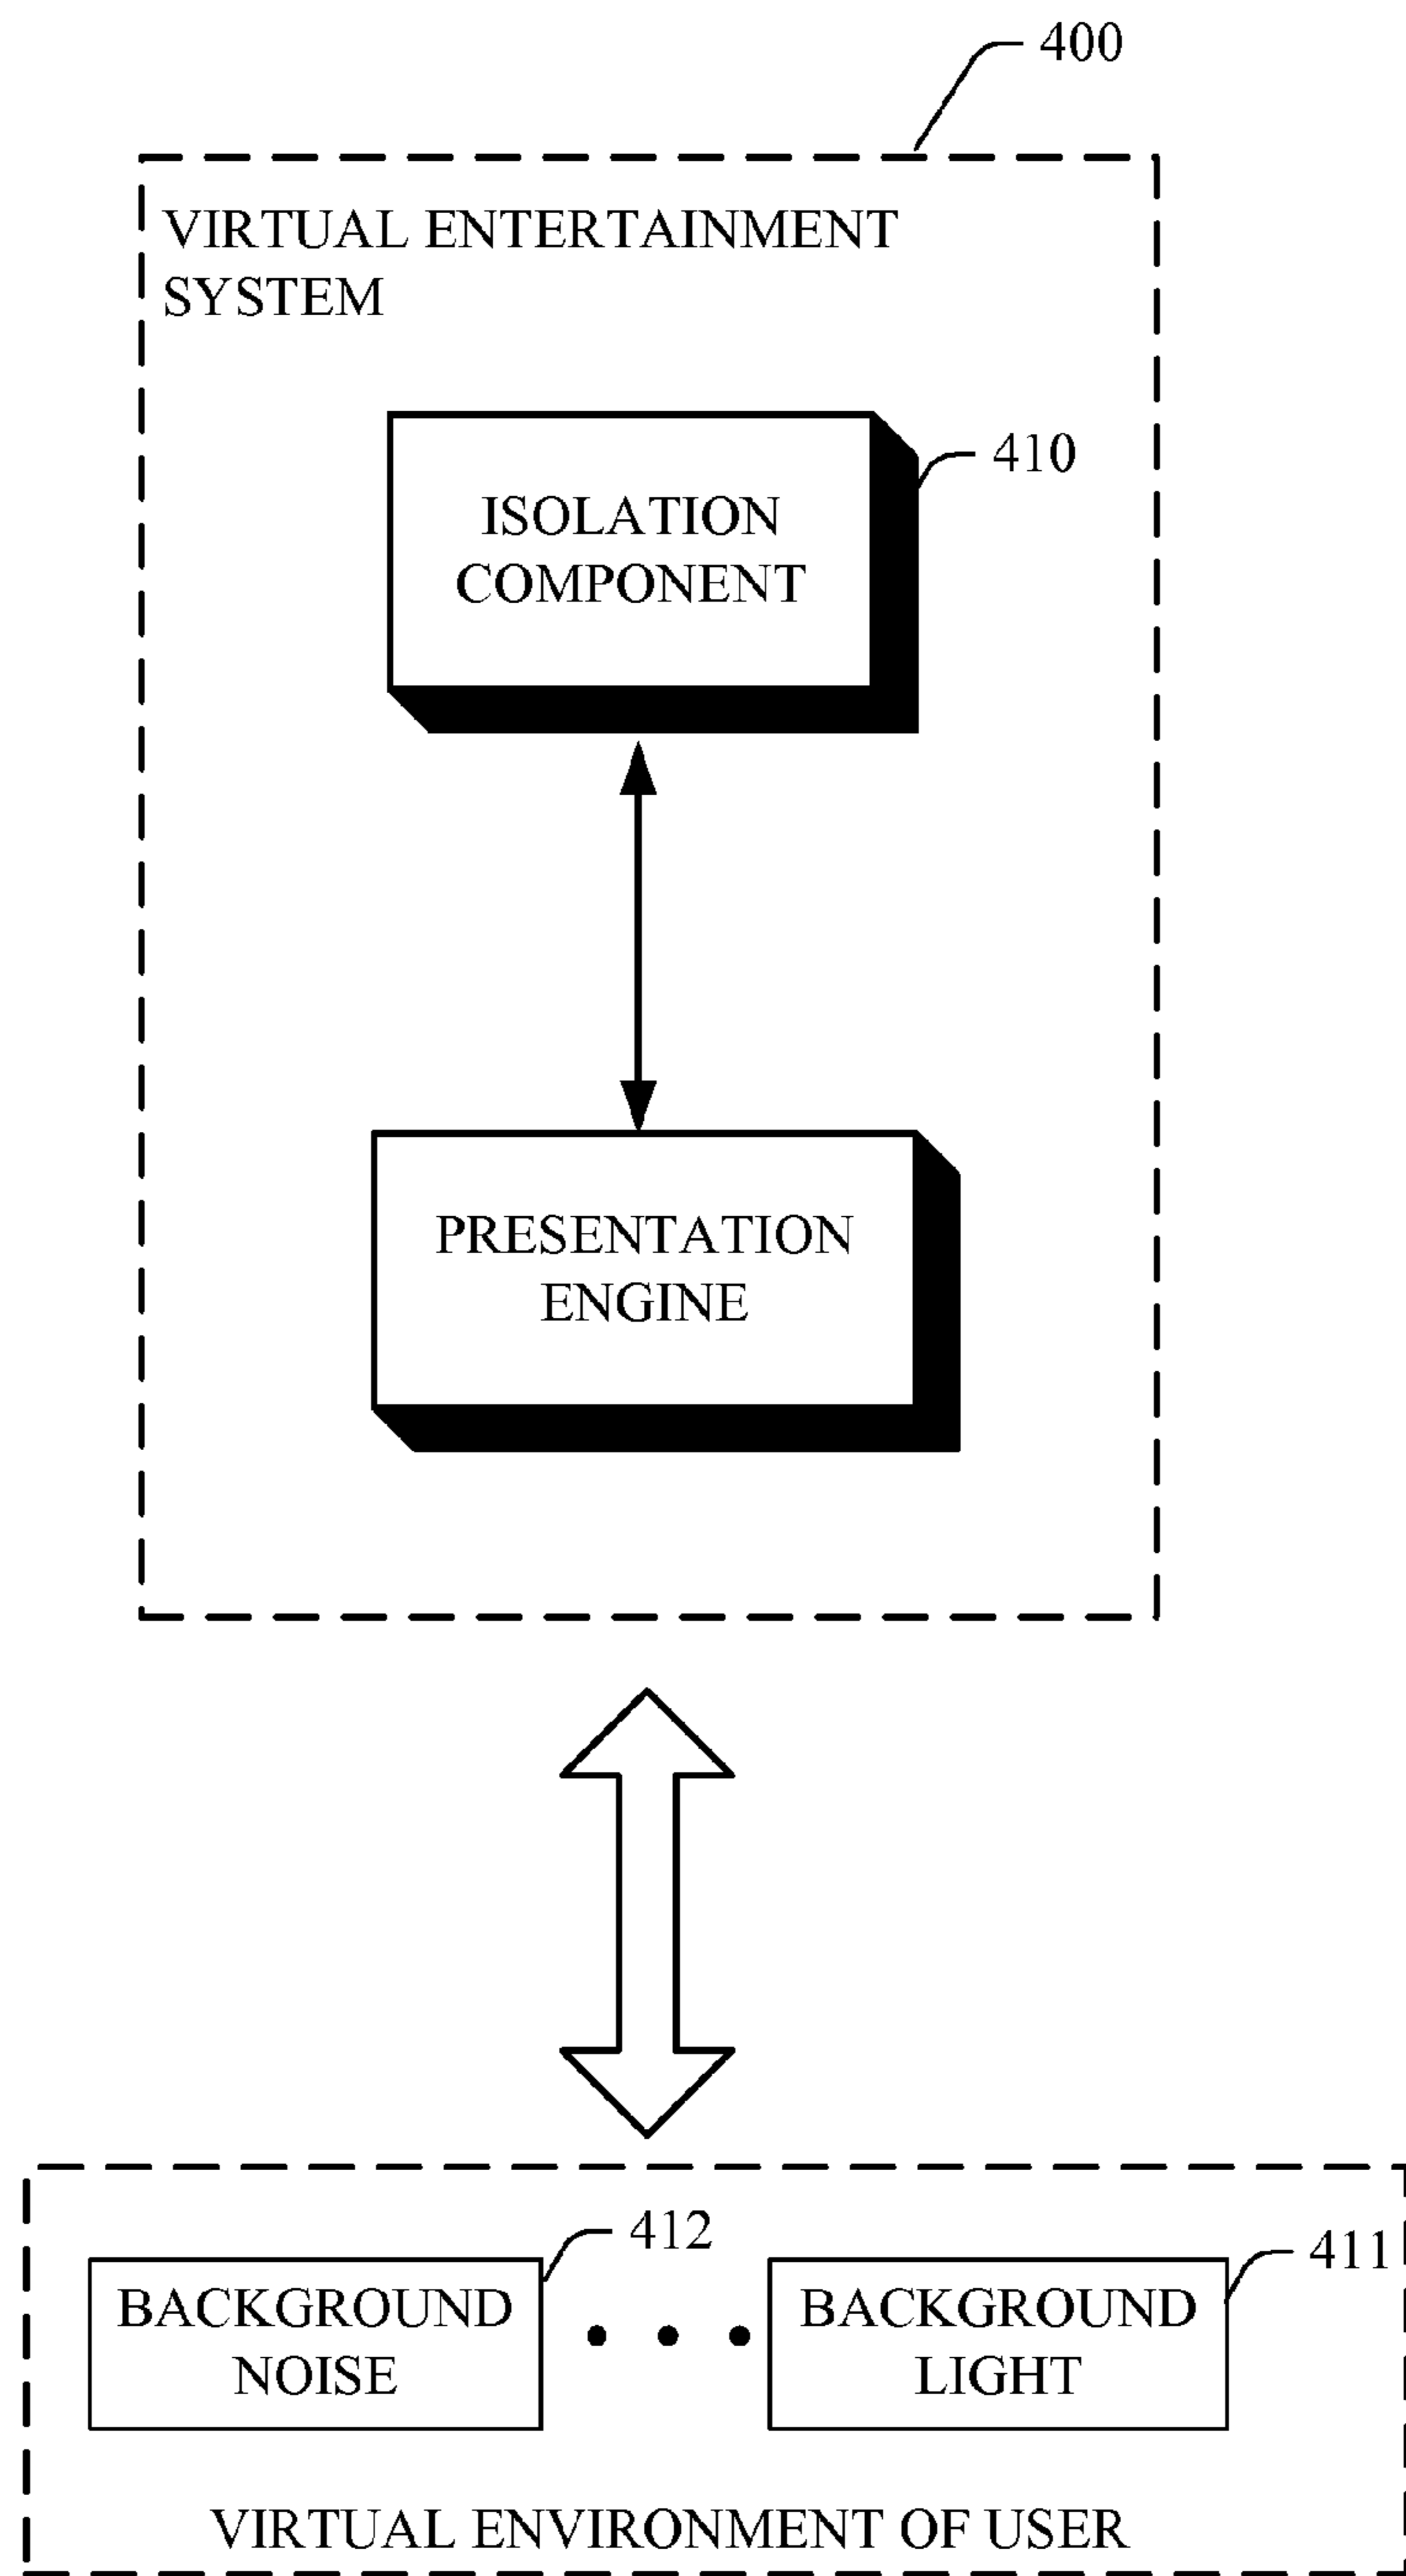 400
VIRTUAL ENTERTAINMENT
SYSTEM
410
ISOLATION
COMPONENT
PRESENTATION
ENGINE
412
411
BACKGROUND
NOISE
BACKGROUND
LIGHT
VIRTUAL ENVIRONMENT OF USER